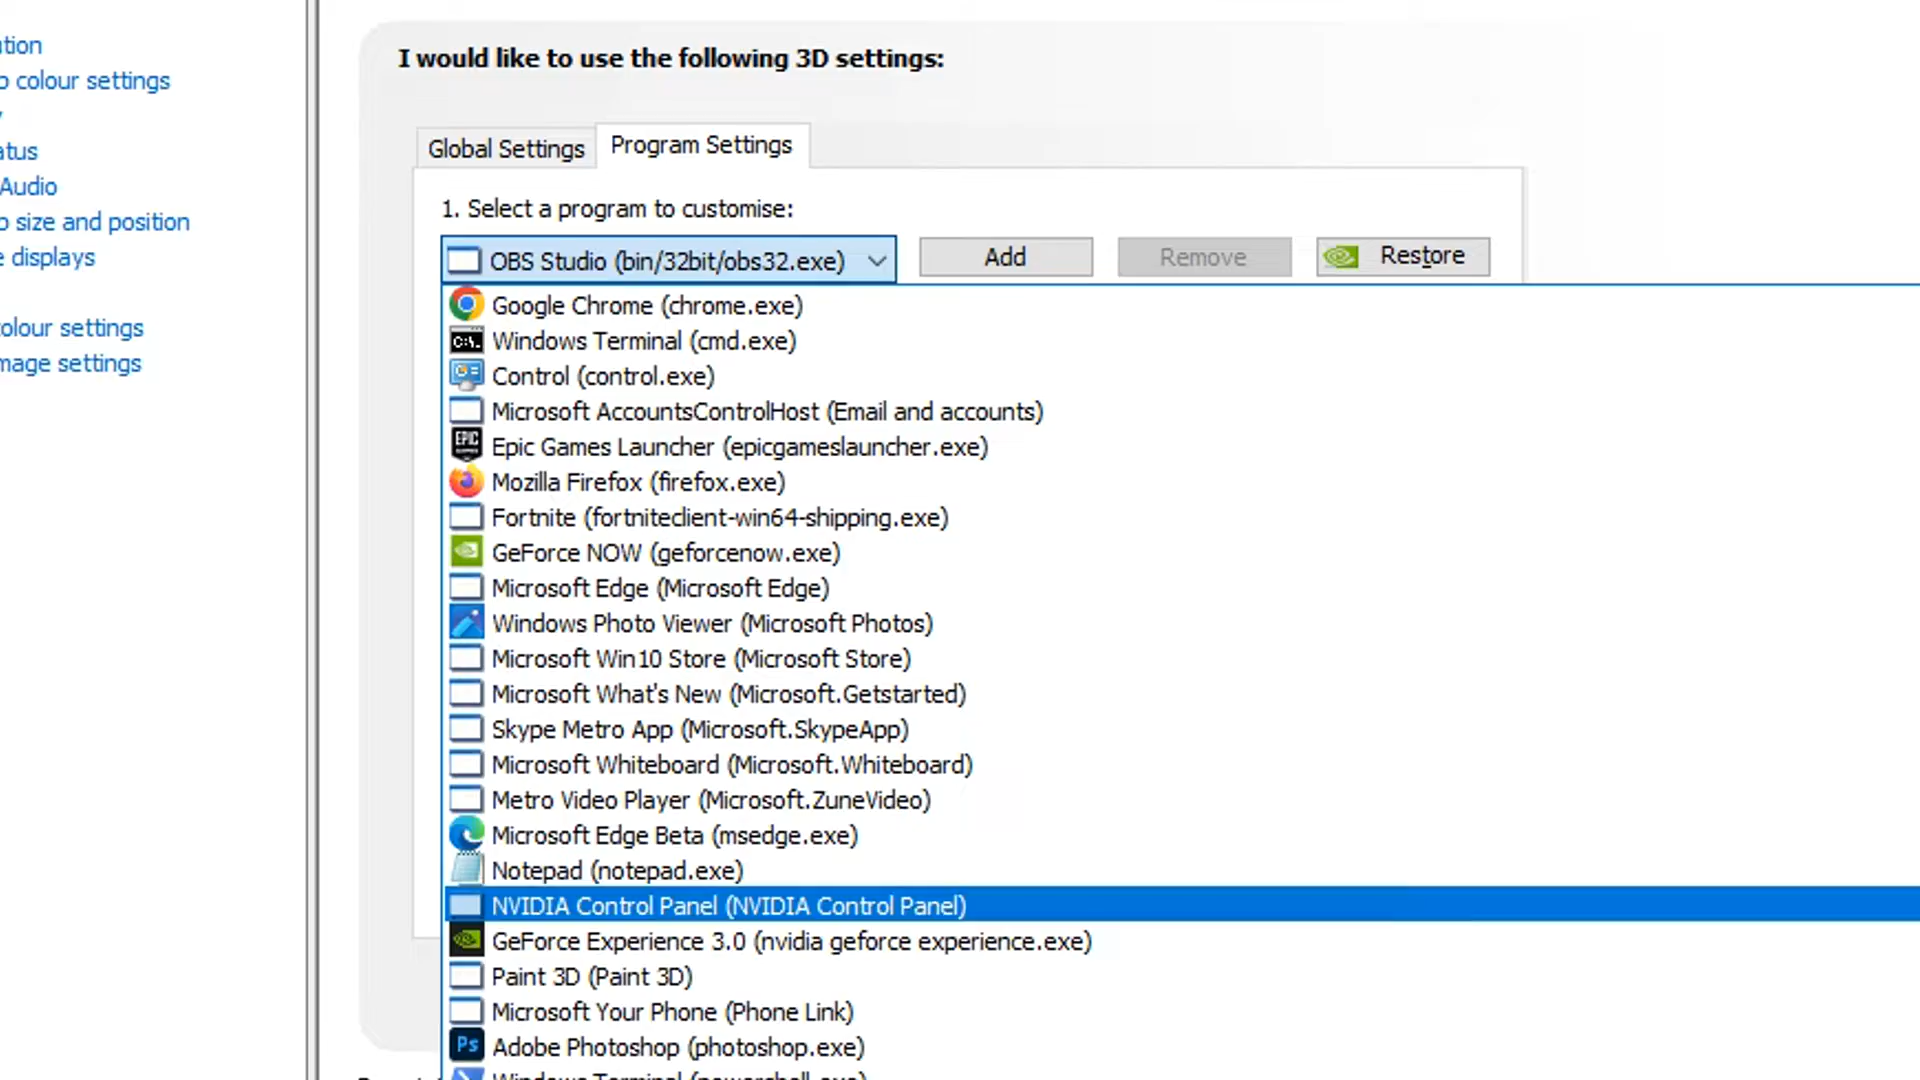 I would like to use the following 3D settings:
Global Settings
Program Settings
1. Select a program to customise:
OBS Studio (bin/32bit/obs32.exe)
Add
Remove
Restore
Google Chrome (chrome.exe)
Windows Terminal (cmd.exe)
Control (control.exe)
Microsoft AccountsControlHost (Email and accounts)
Epic Games Launcher (epicgameslauncher.exe)
Mozilla Firefox (firefox.exe)
Fortnite (fortniteclient-win64-shipping.exe)
GeForce NOW (geforcenow.exe)
Microsoft Edge (Microsoft Edge)
Windows Photo Viewer (Microsoft Photos)
Microsoft Win10 Store (Microsoft Store)
Microsoft What's New (Microsoft.Getstarted)
Skype Metro App (Microsoft.SkypeApp)
Microsoft Whiteboard (Microsoft.Whiteboard)
Metro Video Player (Microsoft.ZuneVideo)
Microsoft Edge Beta (msedge.exe)
Notepad (notepad.exe)
NVIDIA Control Panel (NVIDIA Control Panel)
GeForce Experience 3.0 (nvidia geforce experience.exe)
Paint 3D (Paint 3D)
Microsoft Your Phone (Phone Link)
Adobe Photoshop (photoshop.exe)
Windows Terminal (powershell.exe)
colour settings
Audio
size and position
displays
settings
settings